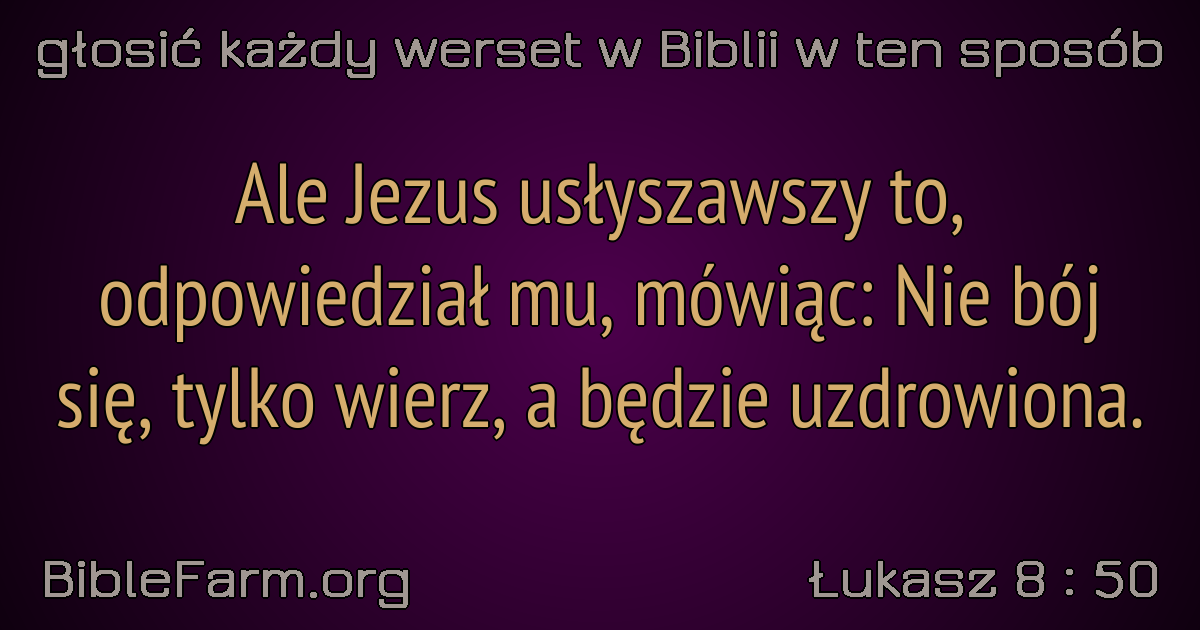 głosić każdy werset w Biblii w ten sposób
Ale Jezus usłyszawszy to,
odpowiedział mu, mówiąc: Nie bój
się, tylko wierz, a będzie uzdrowiona.
BibleFarm.org
Łukasz 8 : 50